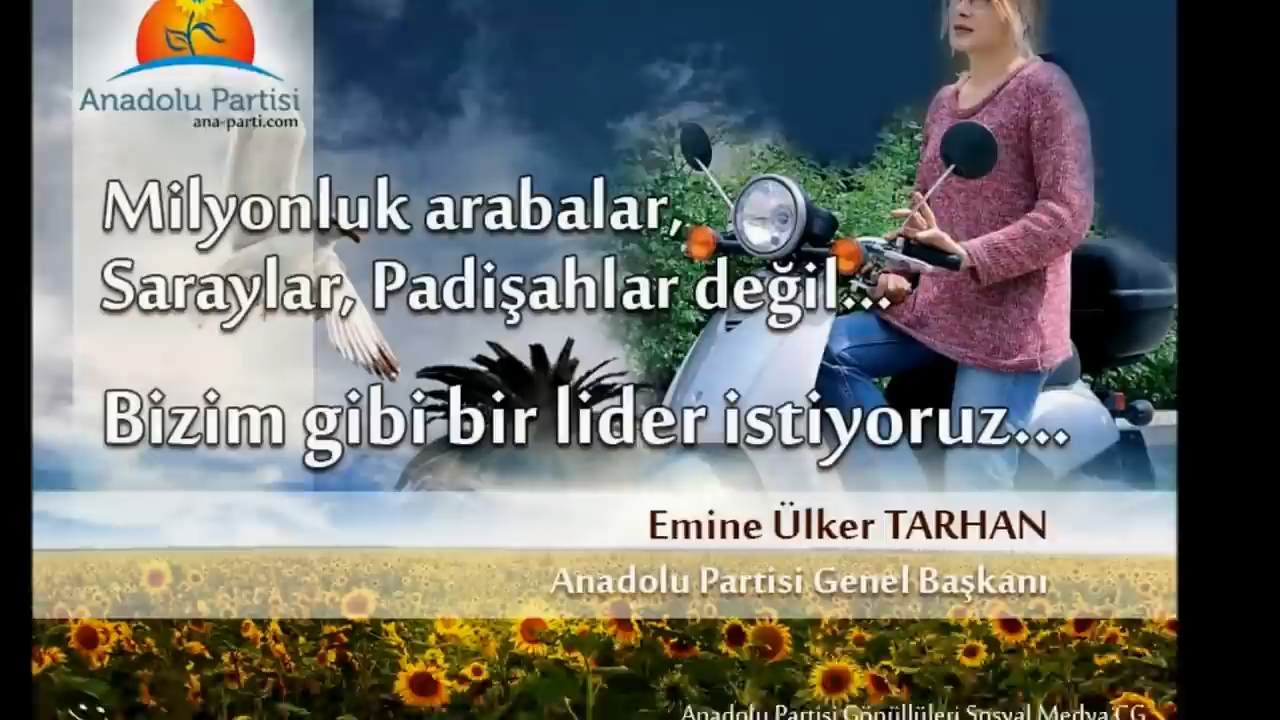 Anadolu Partisi
ana-parti.com
Milyonluk arabalar,
Saraylar, Padişahlar değil...
Bizim gibi bir lider istiyoruz...
Emine Ülker TARHAN
Anadolu Partisi Genel Başkanı
Anadolu Partisi Gönüllüleri Sosyal Medya ÇG